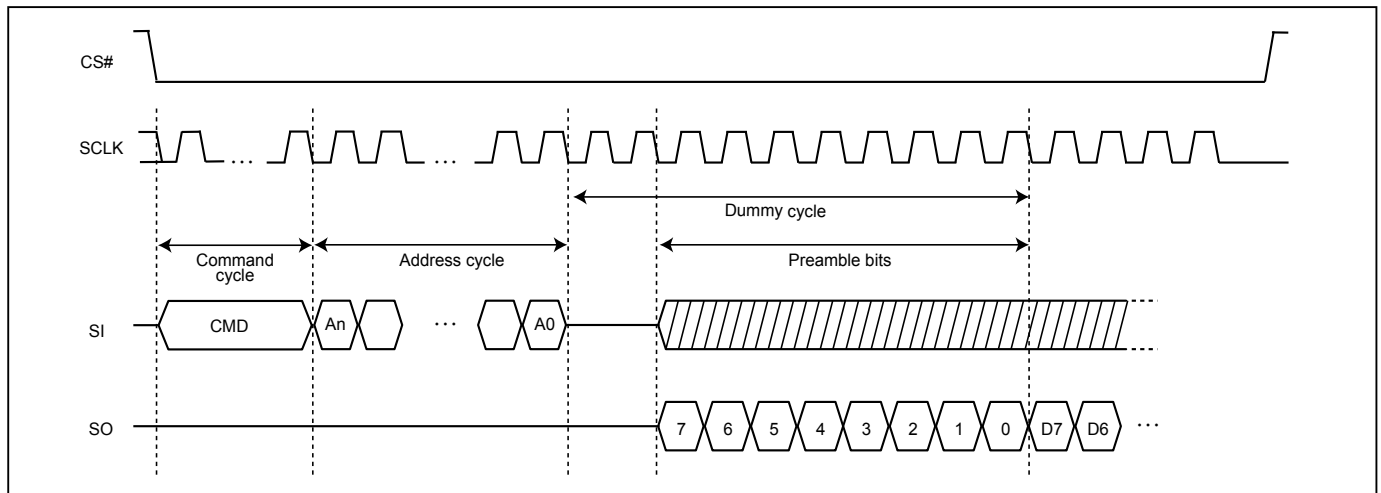 CS#
SCLK
...
...
Dummy cycle
Command
cycle
Address cycle
Preamble bits
SI
CMD
An
...
A0
SO
7 6 5 4 3 2 1 0 D7 D6 ...